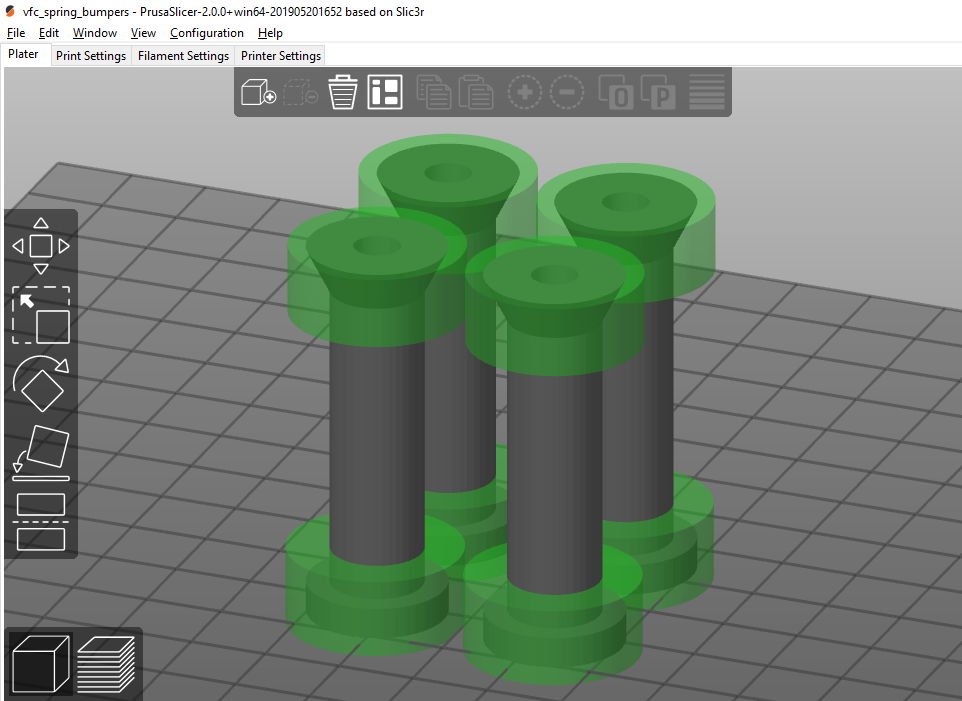 vfc_spring_bumpers - PrusaSlicer-2.0.0+win64-201905201652 based on Slic3r
File Edit Window View Configuration Help
Plater Print Settings Filament Settings Printer Settings
O P